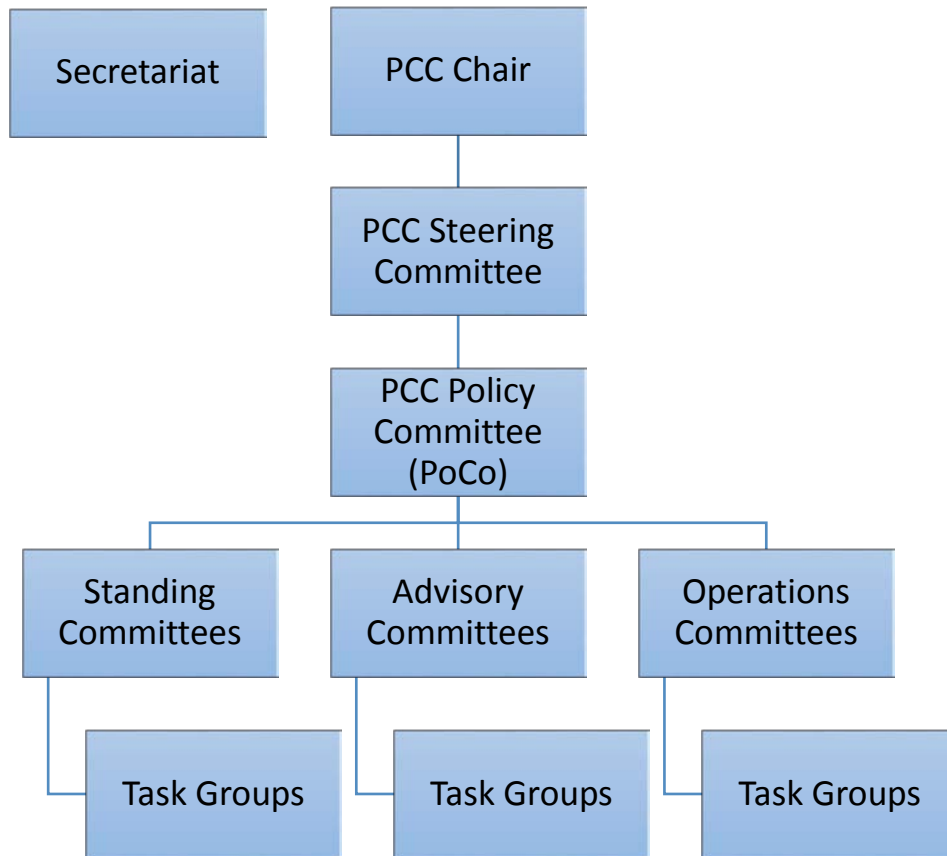 Secretariat
PCC Chair
PCC Steering
Committee
PCC Policy
Committee
(PoCo)
Standing
Committees
Advisory
Committees
Operations
Committees
Task Groups
Task Groups
Task Groups